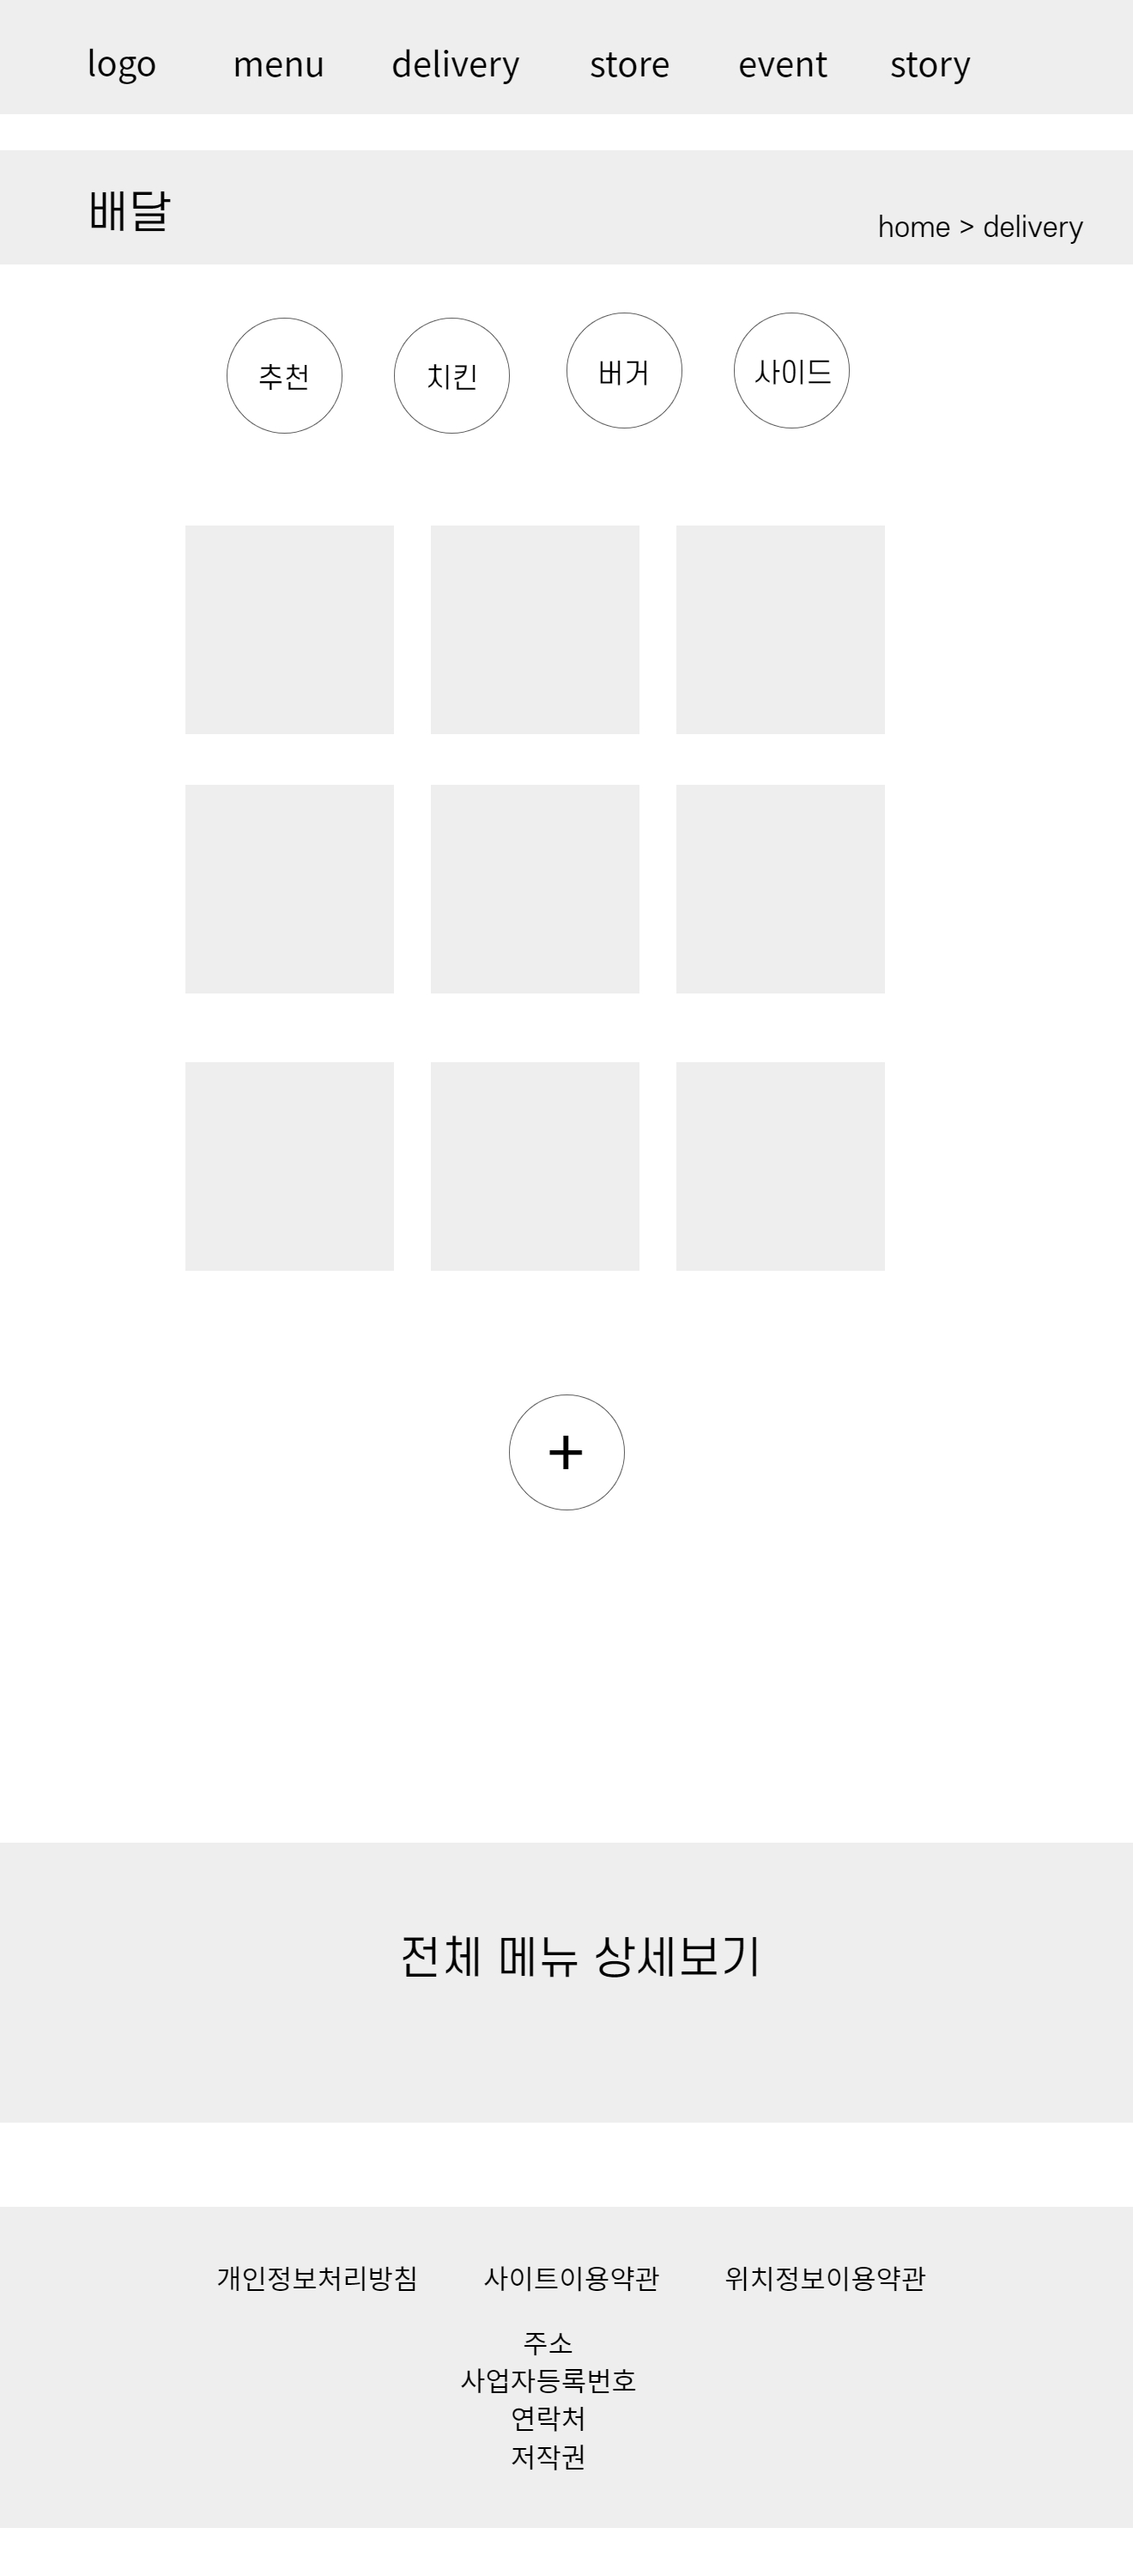 logo menu delivery store event story
배달
home > delivery
추천 치킨 버거 사이드
+
전체 메뉴 상세보기
개인정보처리방침 사이트이용약관 위치정보이용약관
주소
사업자등록번호
연락처
저작권